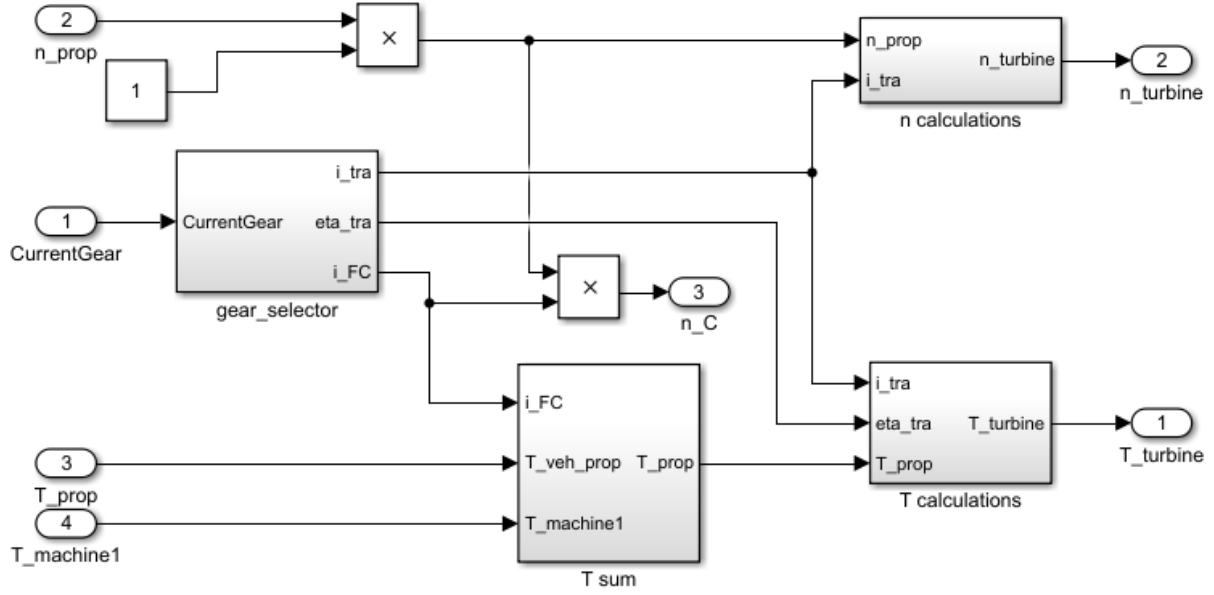 2
n_prop
1
×
n_prop
i_tra
n_turbine
n calculations
2
n_turbine
1
CurrentGear
CurrentGear
i_tra
eta_tra
i_FC
gear_selector
×
3
n_C
3
T_prop
4
T_machine1
i_FC
T_veh_prop
T_machine1
T_prop
T sum
i_tra
eta_tra
T_prop
T_turbine
T calculations
1
T_turbine